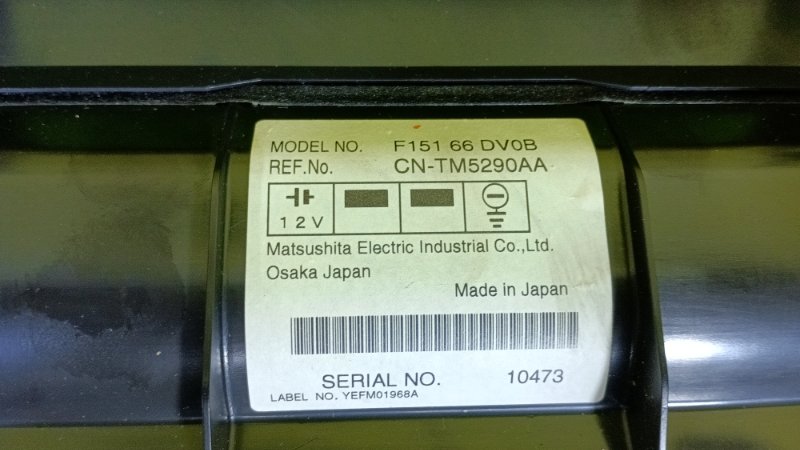 MODEL NO. F151 66 DV0B
REF.No. CN-TM5290AA
12V
Matsushita Electric Industrial Co.,Ltd.
Osaka Japan
Made in Japan
SERIAL NO. 10473
LABEL NO. YEFM01968A